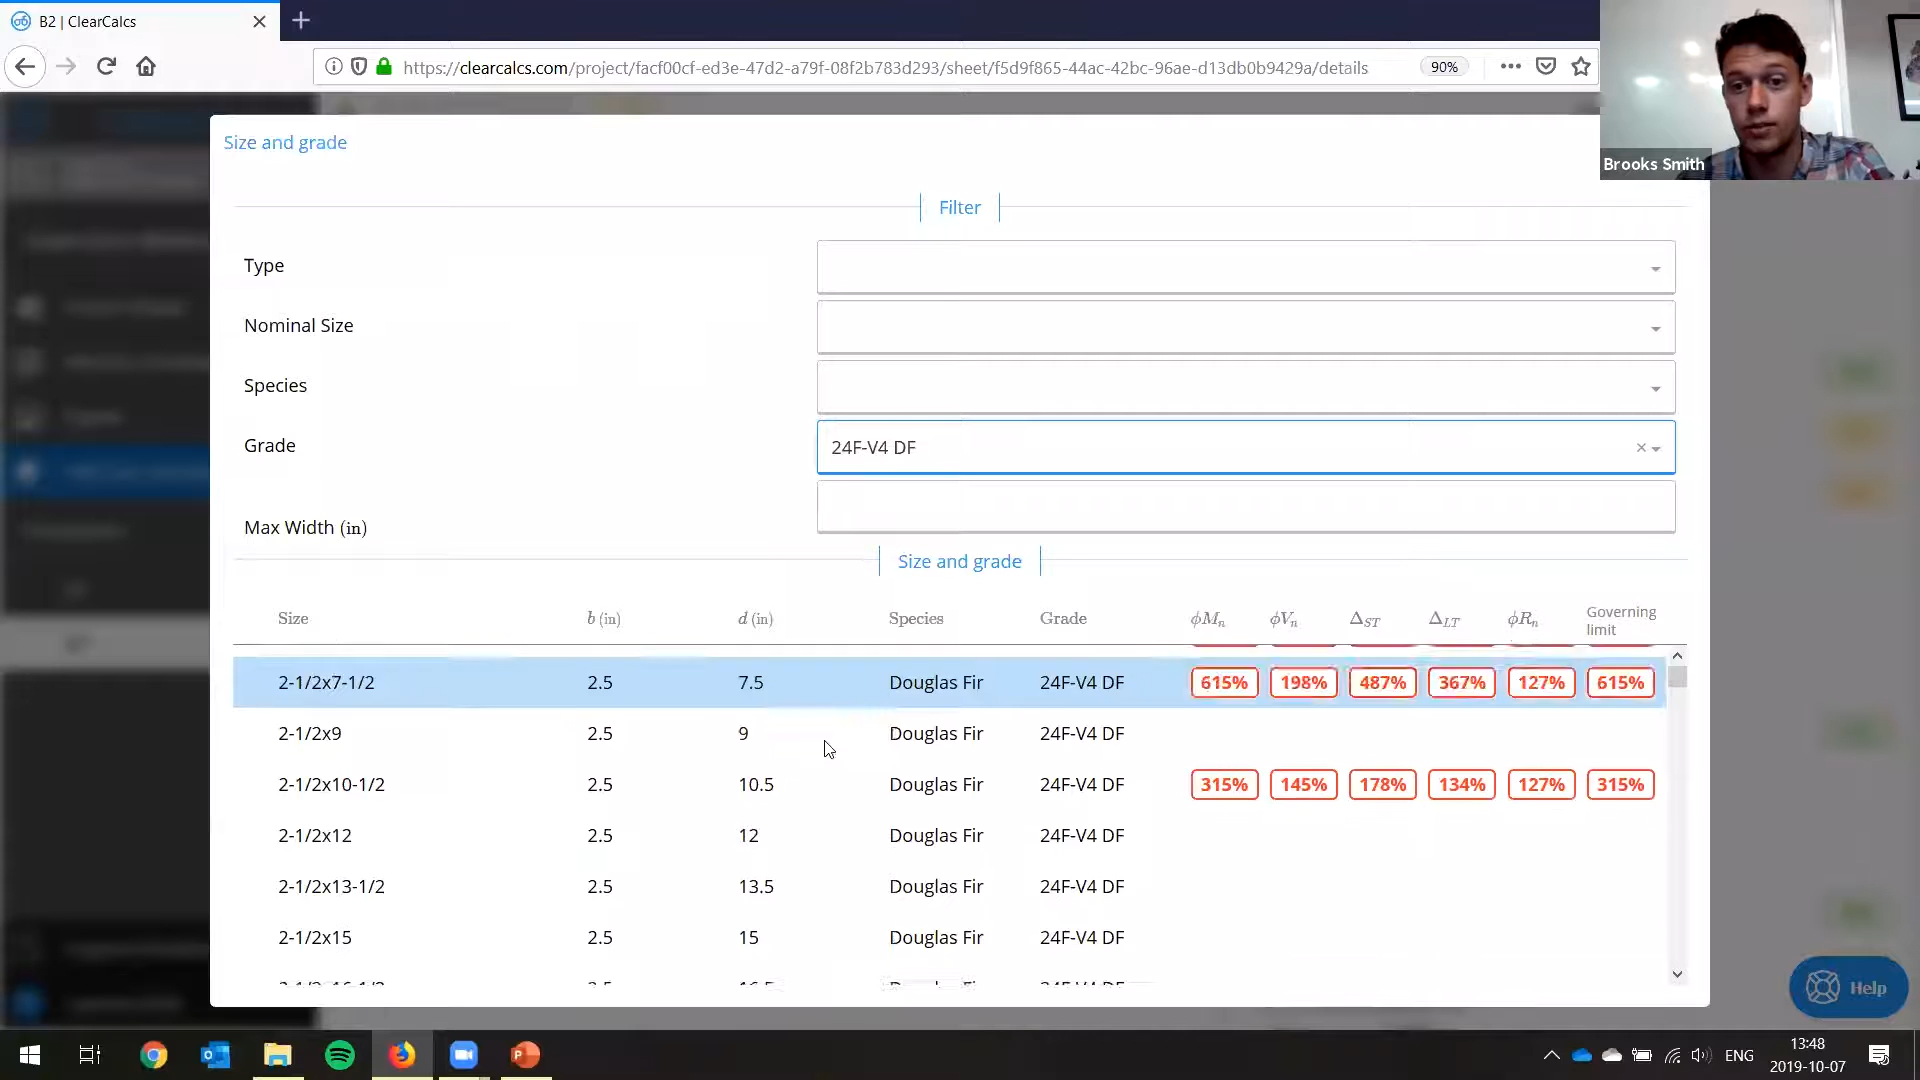 B2 | ClearCalcs
https://clearcalcs.com/project/facf00cf-ed3e-47d2-a79f-08f2b783d293/sheet/f5d9f865-44ac-42bc-96ae-d13db0b9429a/details
90%
Brooks Smith
Size and grade
Filter
Type
Nominal Size
Species
Grade
24F-V4 DF
Max Width (in)
Size and grade
Size b (in) d (in) Species Grade ϕMn ϕVn ΔST ΔLT ϕRn Governing limit
2-1/2x7-1/2 2.5 7.5 Douglas Fir 24F-V4 DF 615% 198% 487% 367% 127% 615%
2-1/2x9 2.5 9 Douglas Fir 24F-V4 DF
2-1/2x10-1/2 2.5 10.5 Douglas Fir 24F-V4 DF 315% 145% 178% 134% 127% 315%
2-1/2x12 2.5 12 Douglas Fir 24F-V4 DF
2-1/2x13-1/2 2.5 13.5 Douglas Fir 24F-V4 DF
2-1/2x15 2.5 15 Douglas Fir 24F-V4 DF
Help
ENG
13:48
2019-10-07